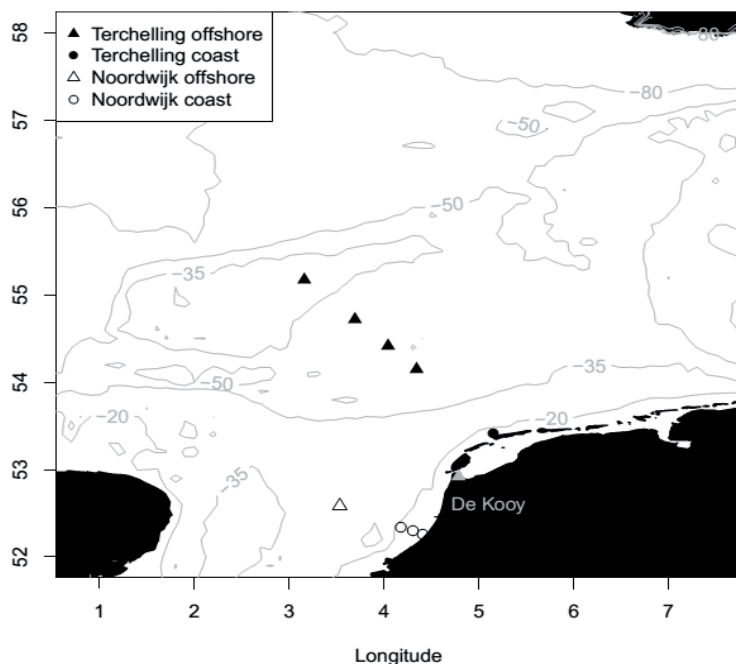 ▲ Terchelling offshore
● Terchelling coast
△ Noordwijk offshore
○ Noordwijk coast
58
57
56
55
54
53
52
−80
−80
−50
−50
−35
−35
−50
−20
−20
−35
De Kooy
1 2 3 4 5 6 7
Longitude